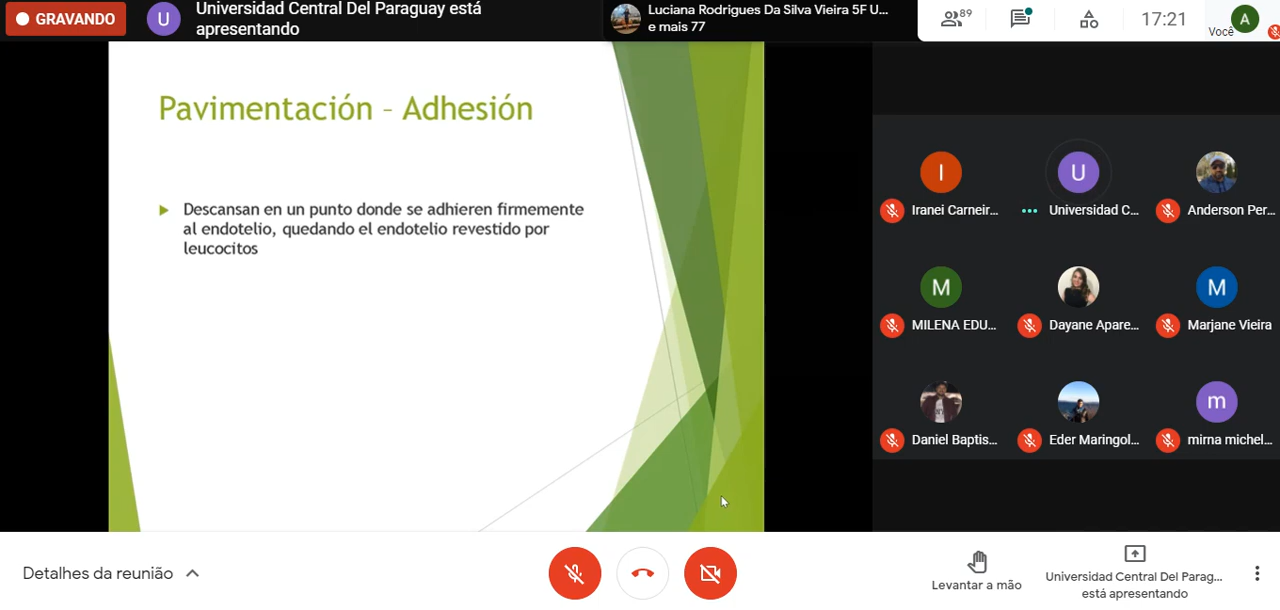 GRAVANDO
U
Universidad Central Del Paraguay está
apresentando
Luciana Rodrigues Da Silva Vieira 5F U...
e mais 77
89
17:21
Você
A
Pavimentación - Adhesión
Descansan en un punto donde se adhieren firmemente
al endotelio, quedando el endotelio revestido por
leucocitos
I
U
Iranei Carneir...
Universidad C...
Anderson Per...
M
M
MILENA EDU...
Dayane Apare...
Marjane Vieira
m
Daniel Baptis...
Eder Maringol...
mirna michel...
Detalhes da reunião
Levantar a mão
Universidad Central Del Parag...
está apresentando